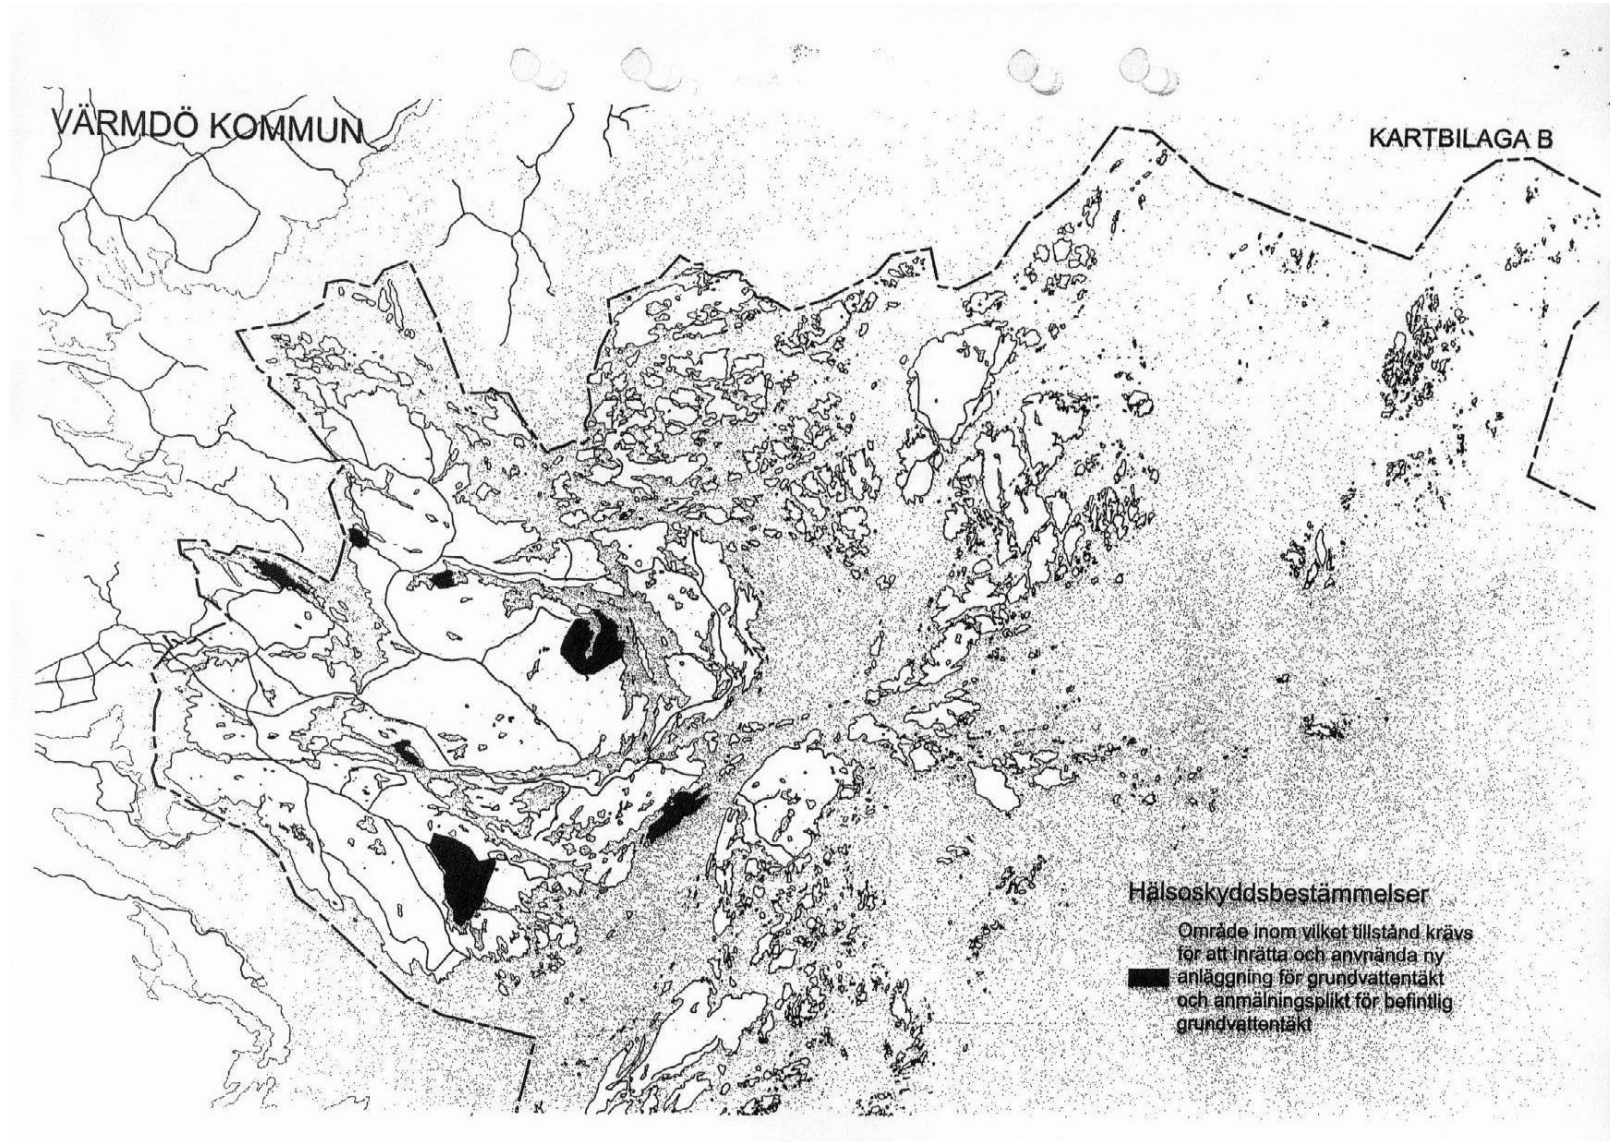 VÄRMDÖ KOMMUN
KARTBILAGA B
Hälsoskyddsbestämmelser
Område inom vilket tillstånd krävs
för att inrätta och anvnända ny
anläggning för grundvattentäkt
och anmälningsplikt för befintlig
grundvattentäkt